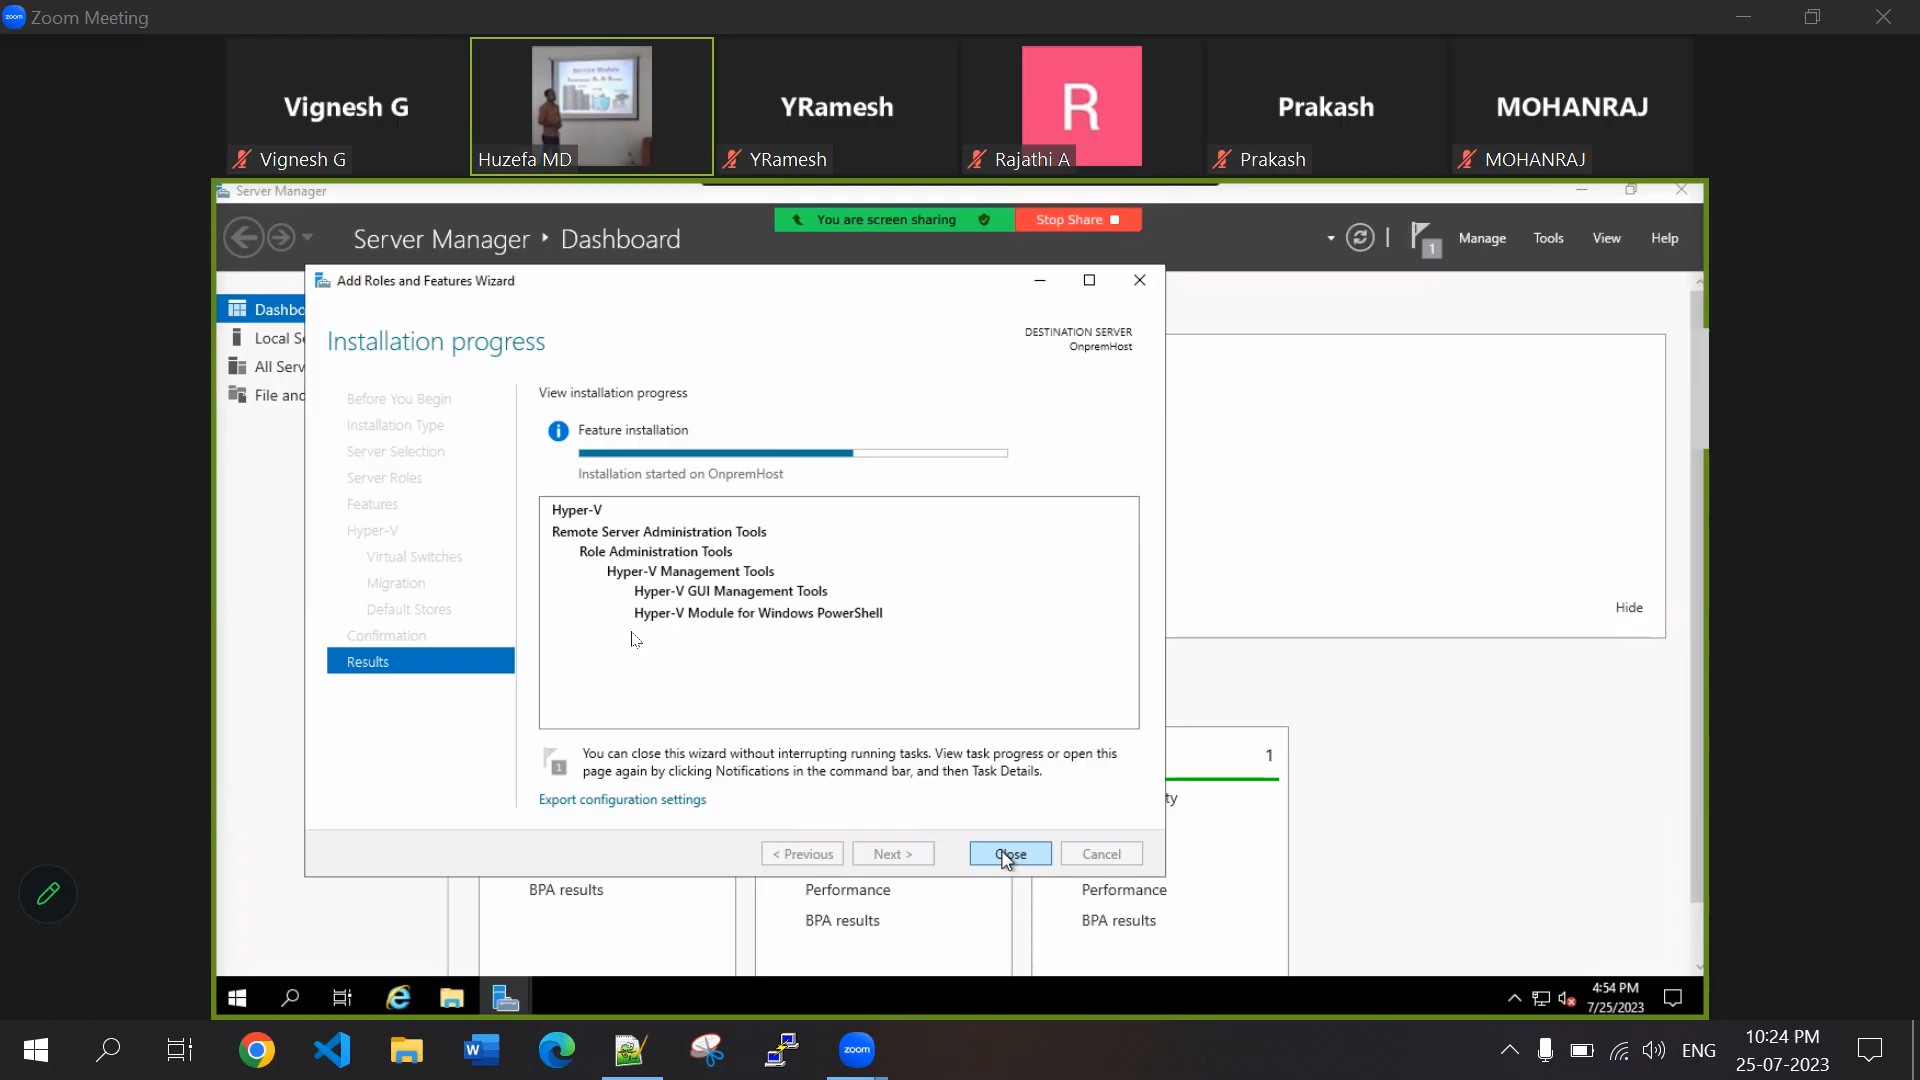 zoom Zoom Meeting
Vignesh G
YRamesh
R
Prakash
MOHANRAJ
Vignesh G
Huzefa MD
YRamesh
Rajathi A
Prakash
MOHANRAJ
Server Manager
You are screen sharing
Stop Share
Server Manager
Dashboard
1
Manage
Tools
View
Help
Add Roles and Features Wizard
Dashbo
Local Se
All Serv
File and
Installation progress
DESTINATION SERVER
OnpremHost
Before You Begin
Installation Type
Server Selection
Server Roles
Features
Hyper-V
Virtual Switches
Migration
Default Stores
Confirmation
Results
View installation progress
Feature installation
Installation started on OnpremHost
Hyper-V
Remote Server Administration Tools
Role Administration Tools
Hyper-V Management Tools
Hyper-V GUI Management Tools
Hyper-V Module for Windows PowerShell
Hide
1
You can close this wizard without interrupting running tasks. View task progress or open this
page again by clicking Notifications in the command bar, and then Task Details.
Export configuration settings
1
ty
< Previous
Next >
Close
Cancel
BPA results
Performance
BPA results
Performance
BPA results
4:54 PM
7/25/2023
zoom
ENG
10:24 PM
25-07-2023